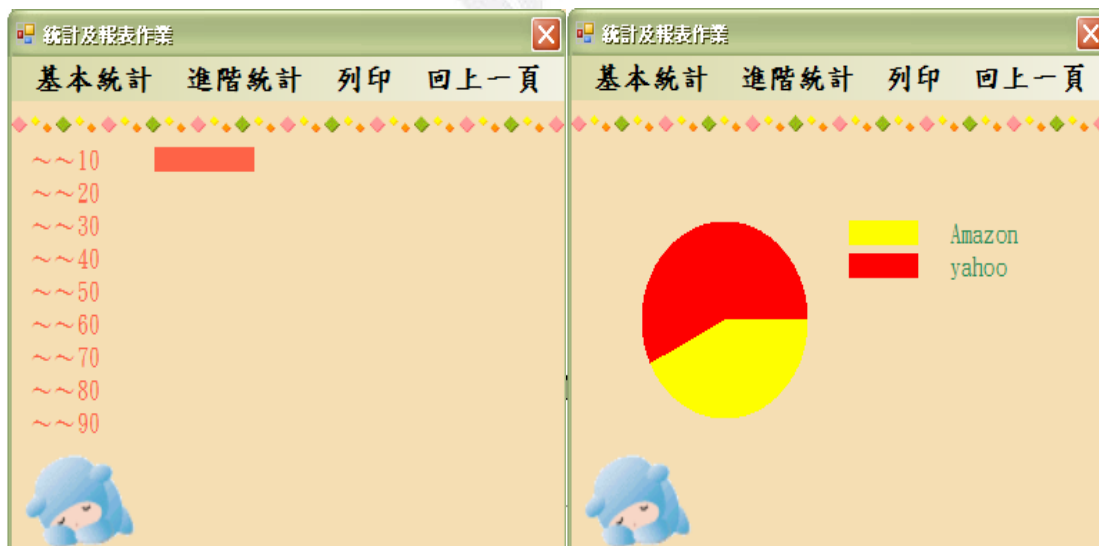 統計及報表作業
基本統計 進階統計 列印 回上一頁
～～10
～～20
～～30
～～40
～～50
～～60
～～70
～～80
～～90
統計及報表作業
基本統計 進階統計 列印 回上一頁
Amazon
yahoo